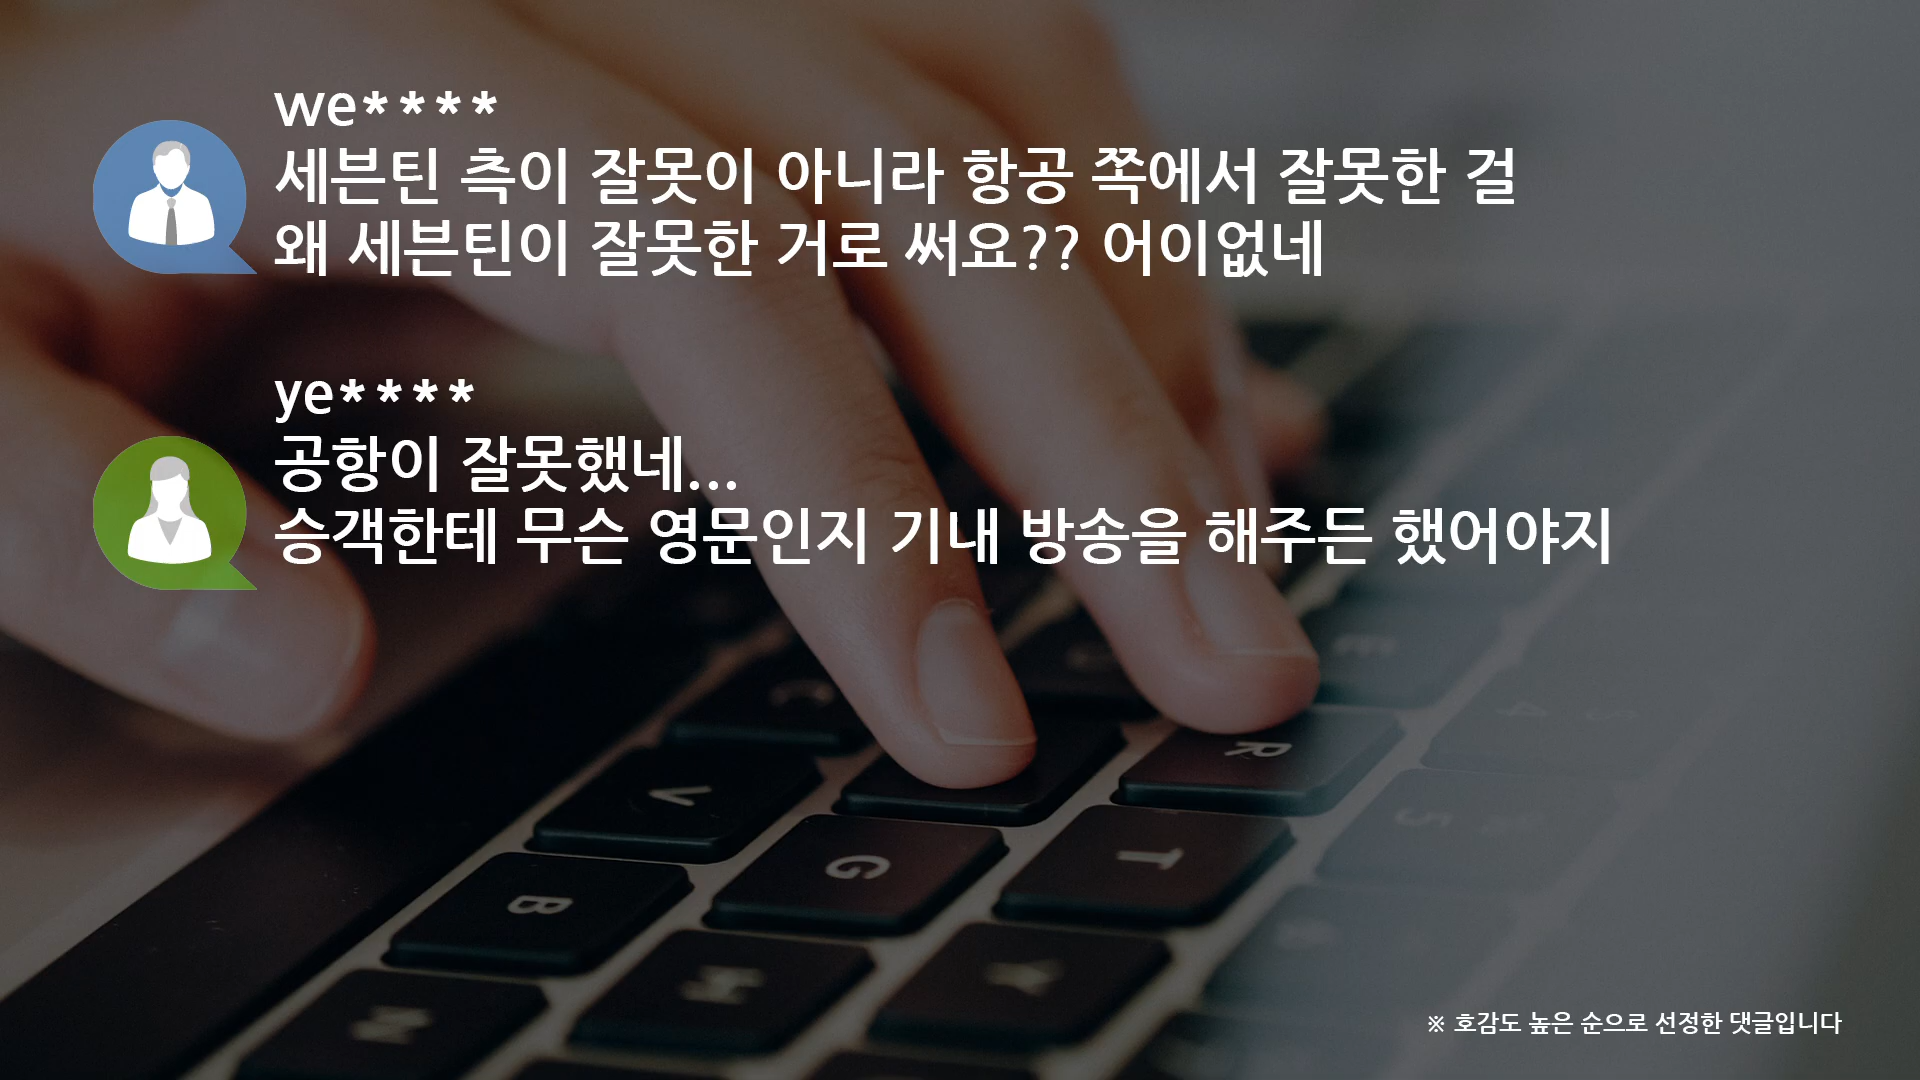 we****
세븐틴 측이 잘못이 아니라 항공 쪽에서 잘못한 걸
왜 세븐틴이 잘못한 거로 써요?? 어이없네
ye****
공항이 잘못했네...
승객한테 무슨 영문인지 기내 방송을 해주든 했어야지
R
C
V
T
G
B
Y
H
N
※ 호감도 높은 순으로 선정한 댓글입니다